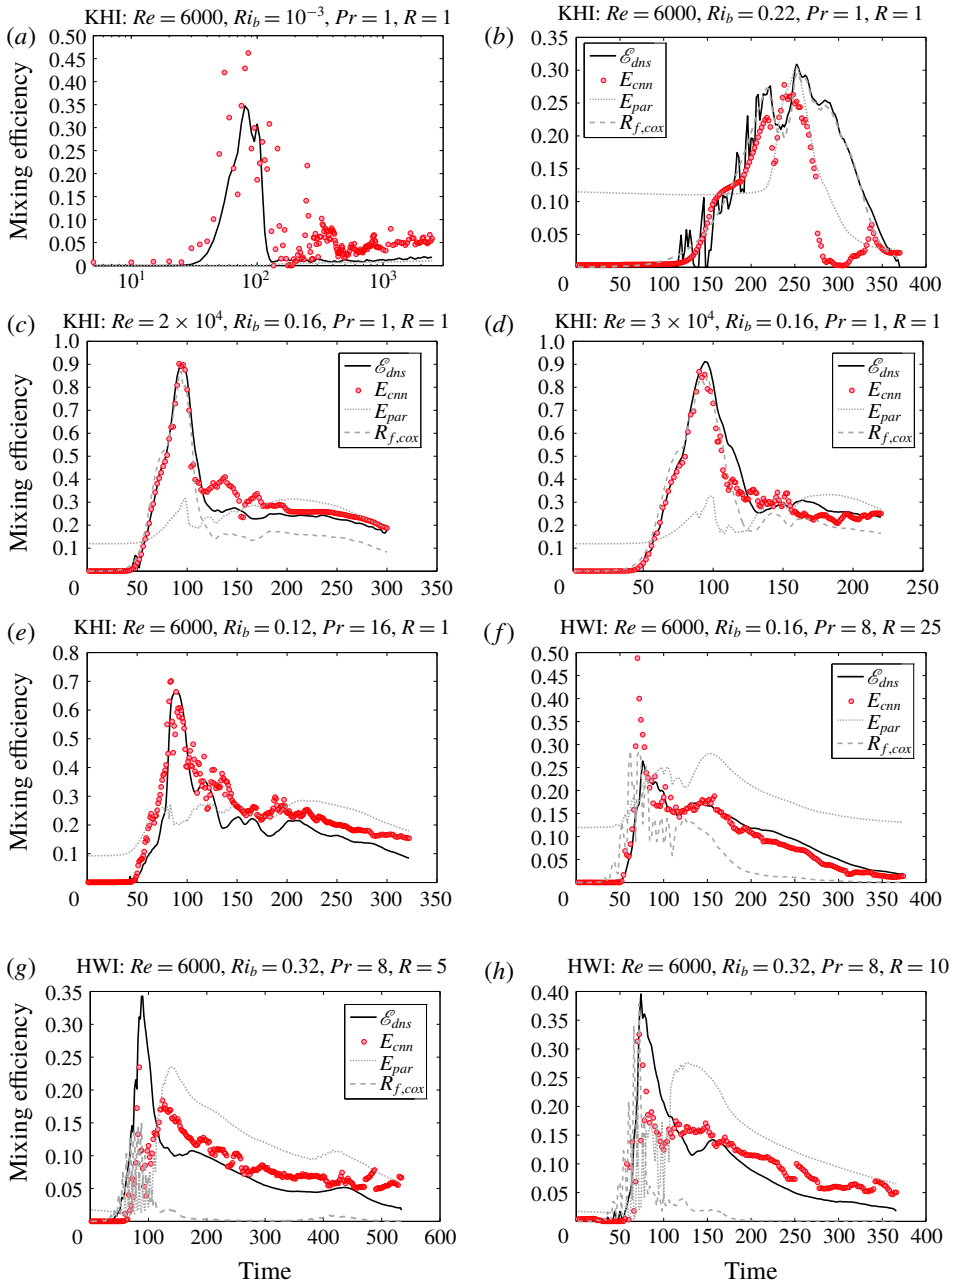 (a) KHI: Re = 6000, Ri_b = 10^−3, Pr = 1, R = 1
0.50
0.45
0.40
0.35
0.30
0.25
0.20
0.15
0.10
0.05
0
10^1 10^2 10^3
Mixing efficiency
(b) KHI: Re = 6000, Ri_b = 0.22, Pr = 1, R = 1
0.35
0.30
0.25
0.20
0.15
0.10
0.05
0 50 100 150 200 250 300 350 400
ℰ_dns
E_cnn
E_par
R_f,cox
(c) KHI: Re = 2 × 10^4, Ri_b = 0.16, Pr = 1, R = 1
1.0
0.9
0.8
0.7
0.6
0.5
0.4
0.3
0.2
0.1
0 50 100 150 200 250 300 350
Mixing efficiency
ℰ_dns
E_cnn
E_par
R_f,cox
(d) KHI: Re = 3 × 10^4, Ri_b = 0.16, Pr = 1, R = 1
1.0
0.9
0.8
0.7
0.6
0.5
0.4
0.3
0.2
0.1
0 50 100 150 200 250
ℰ_dns
E_cnn
E_par
R_f,cox
(e) KHI: Re = 6000, Ri_b = 0.12, Pr = 16, R = 1
0.8
0.7
0.6
0.5
0.4
0.3
0.2
0.1
0 50 100 150 200 250 300 350
Mixing efficiency
(f) HWI: Re = 6000, Ri_b = 0.16, Pr = 8, R = 25
0.50
0.45
0.40
0.35
0.30
0.25
0.20
0.15
0.10
0.05
0 50 100 150 200 250 300 350 400
ℰ_dns
E_cnn
E_par
R_f,cox
(g) HWI: Re = 6000, Ri_b = 0.32, Pr = 8, R = 5
0.35
0.30
0.25
0.20
0.15
0.10
0.05
0 100 200 300 400 500 600
Mixing efficiency
Time
ℰ_dns
E_cnn
E_par
R_f,cox
(h) HWI: Re = 6000, Ri_b = 0.32, Pr = 8, R = 10
0.40
0.35
0.30
0.25
0.20
0.15
0.10
0.05
0 50 100 150 200 250 300 350 400
Time